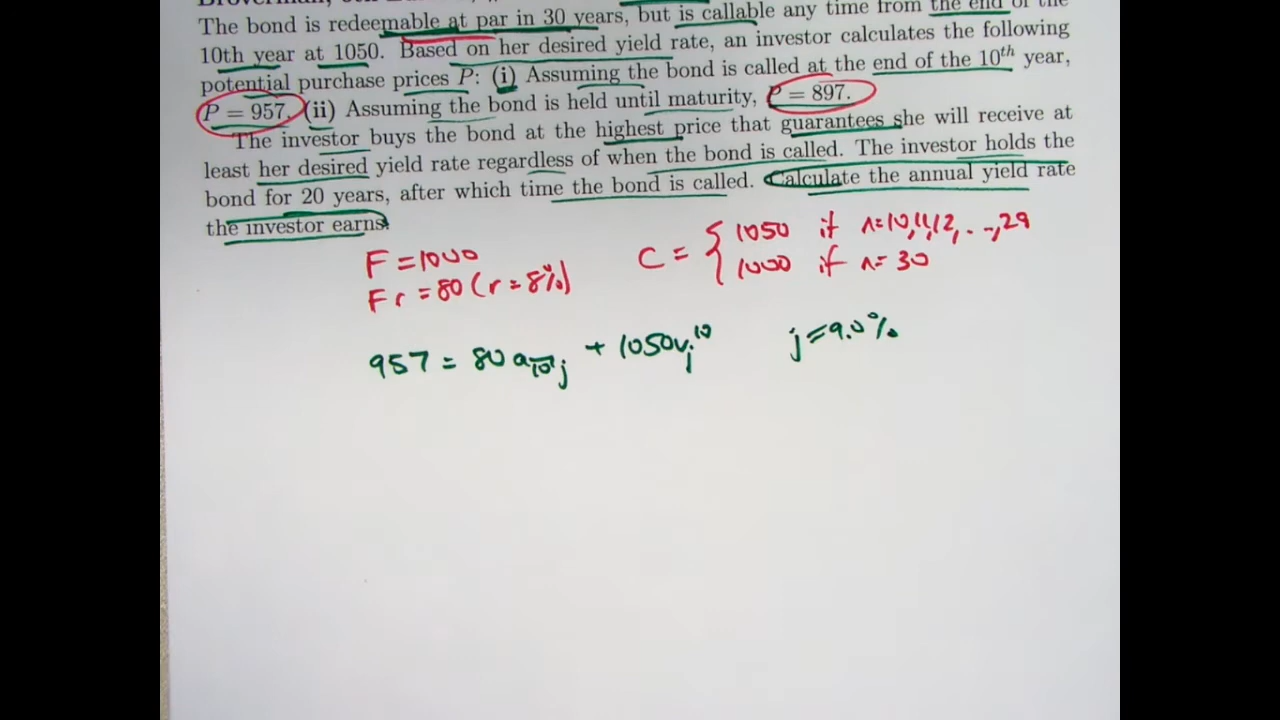 The bond is redeemable at par in 30 years, but is callable any time from the end of the
10th year at 1050. Based on her desired yield rate, an investor calculates the following
potential purchase prices P: (i) Assuming the bond is called at the end of the 10th year,
P = 957. (ii) Assuming the bond is held until maturity, P = 897.
The investor buys the bond at the highest price that guarantees she will receive at
least her desired yield rate regardless of when the bond is called. The investor holds the
bond for 20 years, after which time the bond is called. Calculate the annual yield rate
the investor earns.
F = 1000
Fr = 80 (r = 8%)
C = { 1050 if n=10,11,12, ..., 29
1000 if n= 30
957 = 80 a10 j + 1050 vj^10
j = 9.0%